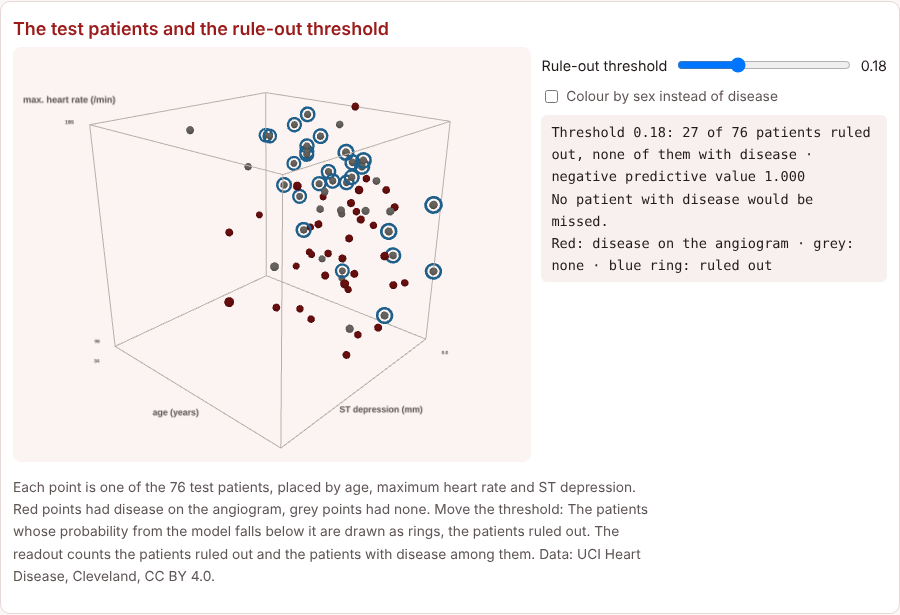 The test patients and the rule-out threshold
max. heart rate (/min)
195
age (years)
ST depression (mm)
Rule-out threshold 0.18
Colour by sex instead of disease
Threshold 0.18: 27 of 76 patients ruled
out, none of them with disease ·
negative predictive value 1.000
No patient with disease would be
missed.
Red: disease on the angiogram · grey:
none · blue ring: ruled out
Each point is one of the 76 test patients, placed by age, maximum heart rate and ST depression.
Red points had disease on the angiogram, grey points had none. Move the threshold: The patients
whose probability from the model falls below it are drawn as rings, the patients ruled out. The
readout counts the patients ruled out and the patients with disease among them. Data: UCI Heart
Disease, Cleveland, CC BY 4.0.